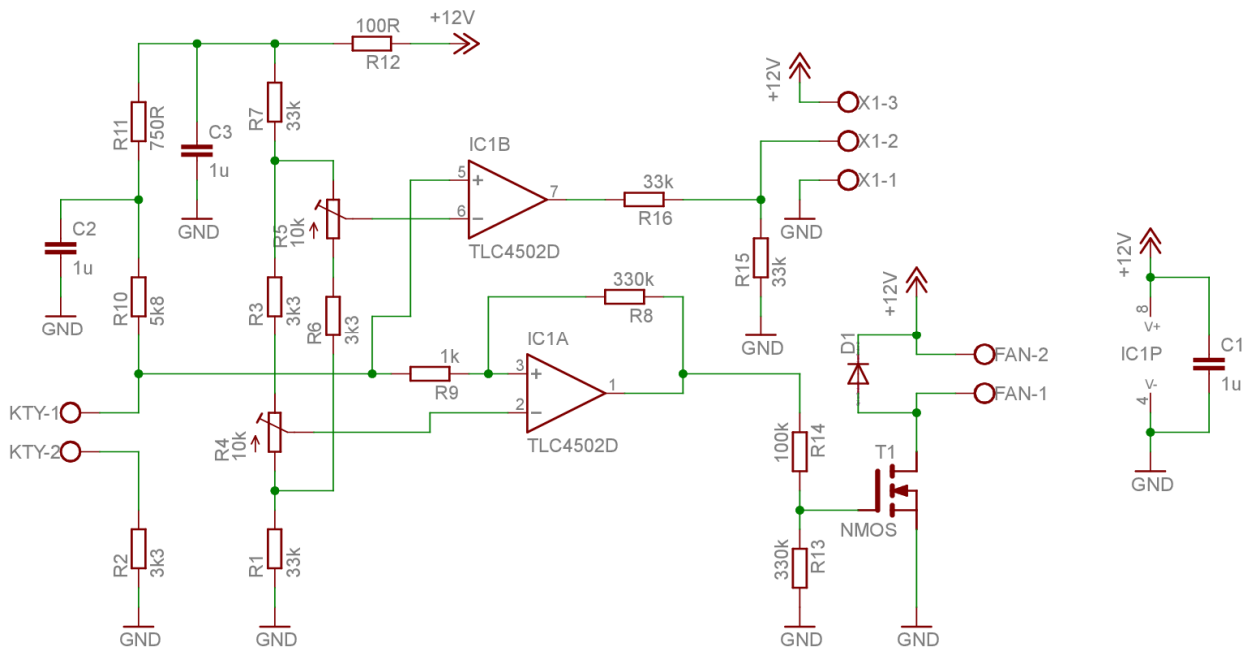 100R
R12
+12V
R11
750R
C3
1u
GND
R7
33k
C2
1u
GND
R10
5k8
R5
10k
R3
3k3
R6
3k3
IC1B
5
+
6
−
7
TLC4502D
33k
R16
R15
33k
GND
+12V
X1-3
X1-2
X1-1
GND
330k
R8
1k
R9
IC1A
3
+
2
−
1
TLC4502D
KTY-1
KTY-2
R4
10k
R2
3k3
GND
R1
33k
GND
100k
R14
330k
R13
GND
+12V
D1
FAN-2
FAN-1
T1
NMOS
GND
+12V
8
V+
IC1P
V-
4
C1
1u
GND